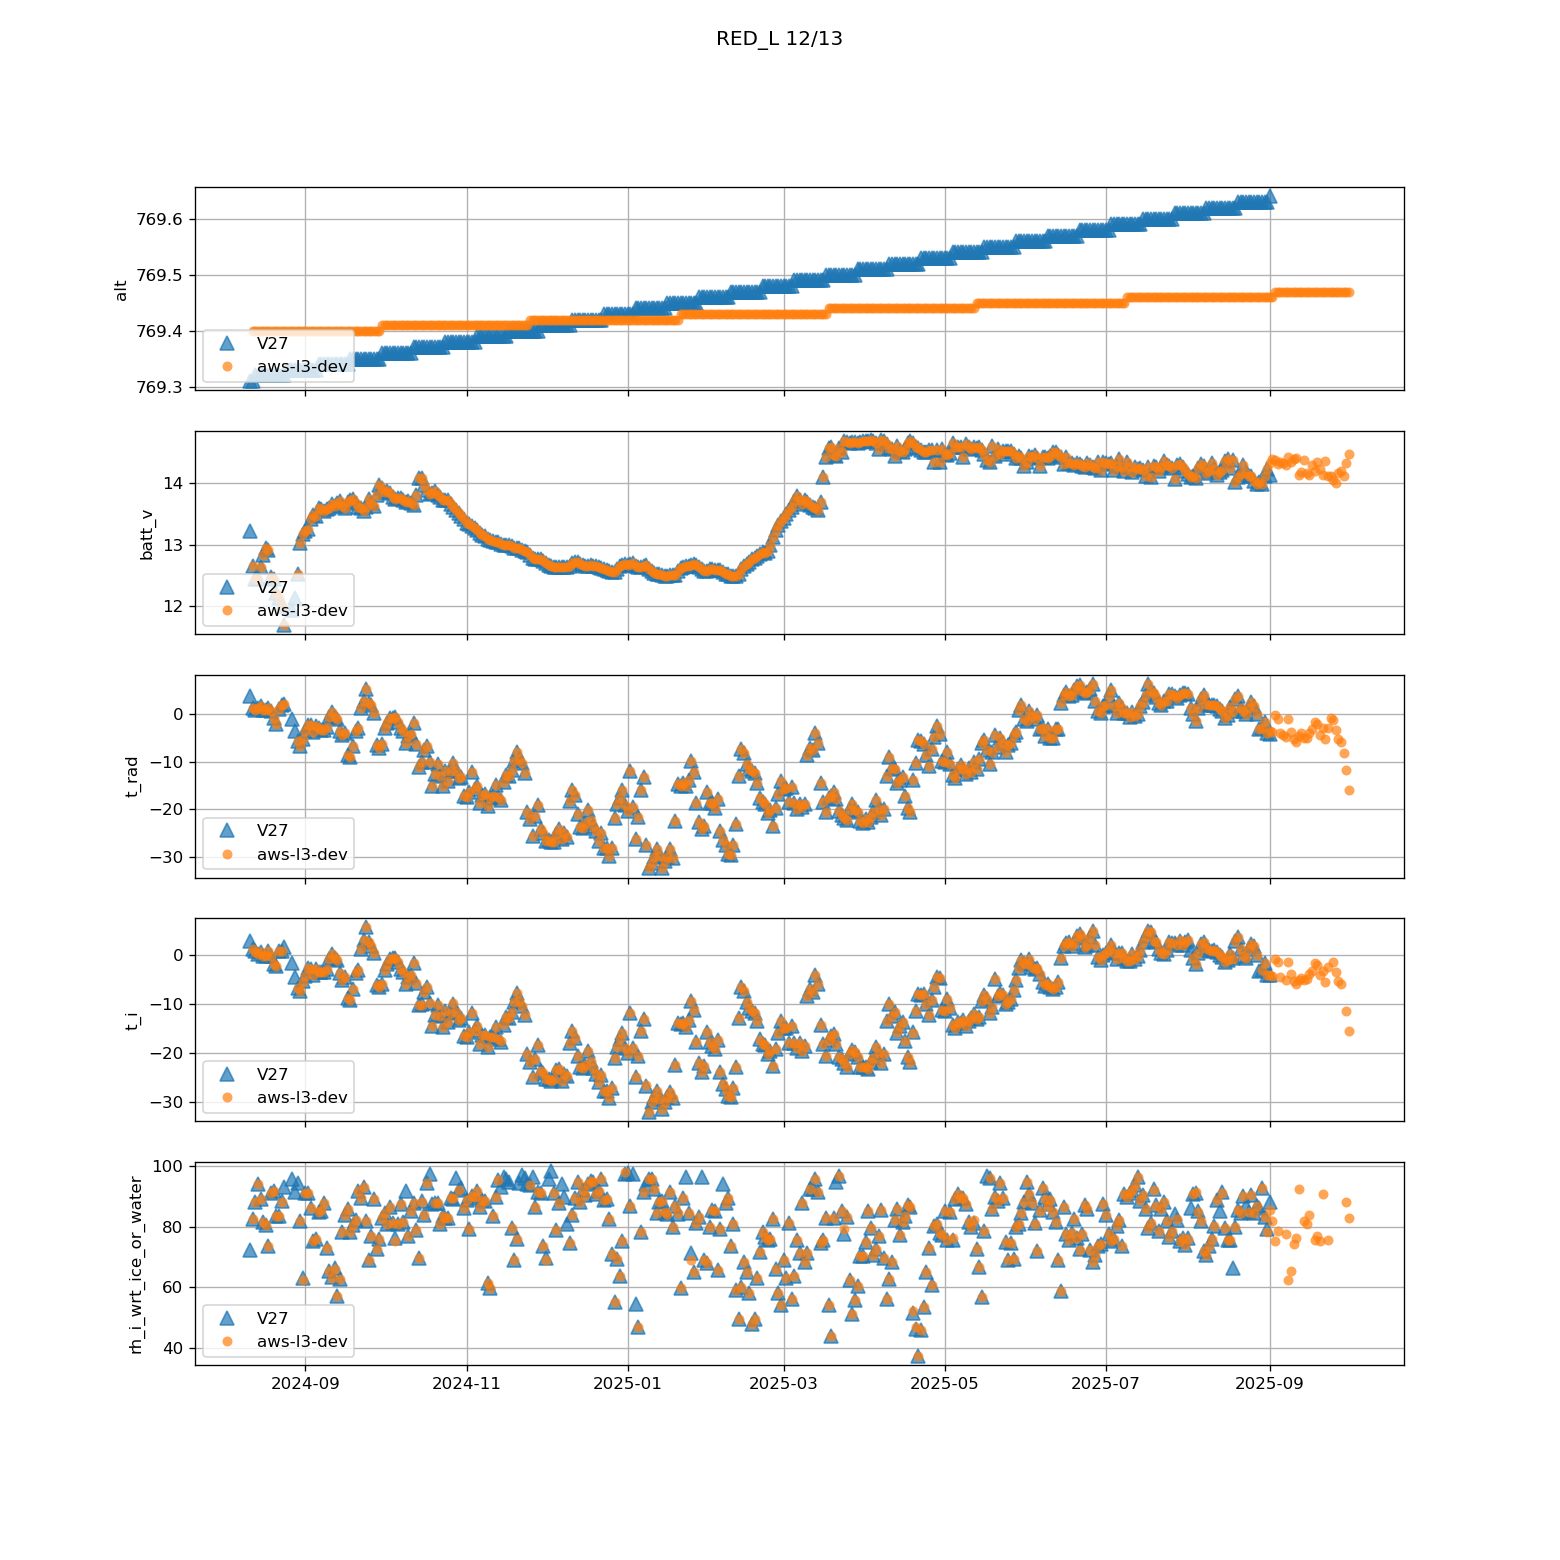 RED_L 12/13
769.6
769.5
769.4
769.3
alt
V27
aws-l3-dev
14
13
12
batt_v
V27
aws-l3-dev
0
−10
−20
−30
t_rad
V27
aws-l3-dev
0
−10
−20
−30
t_i
V27
aws-l3-dev
100
80
60
40
rh_i_wrt_ice_or_water
V27
aws-l3-dev
2024-09 2024-11 2025-01 2025-03 2025-05 2025-07 2025-09